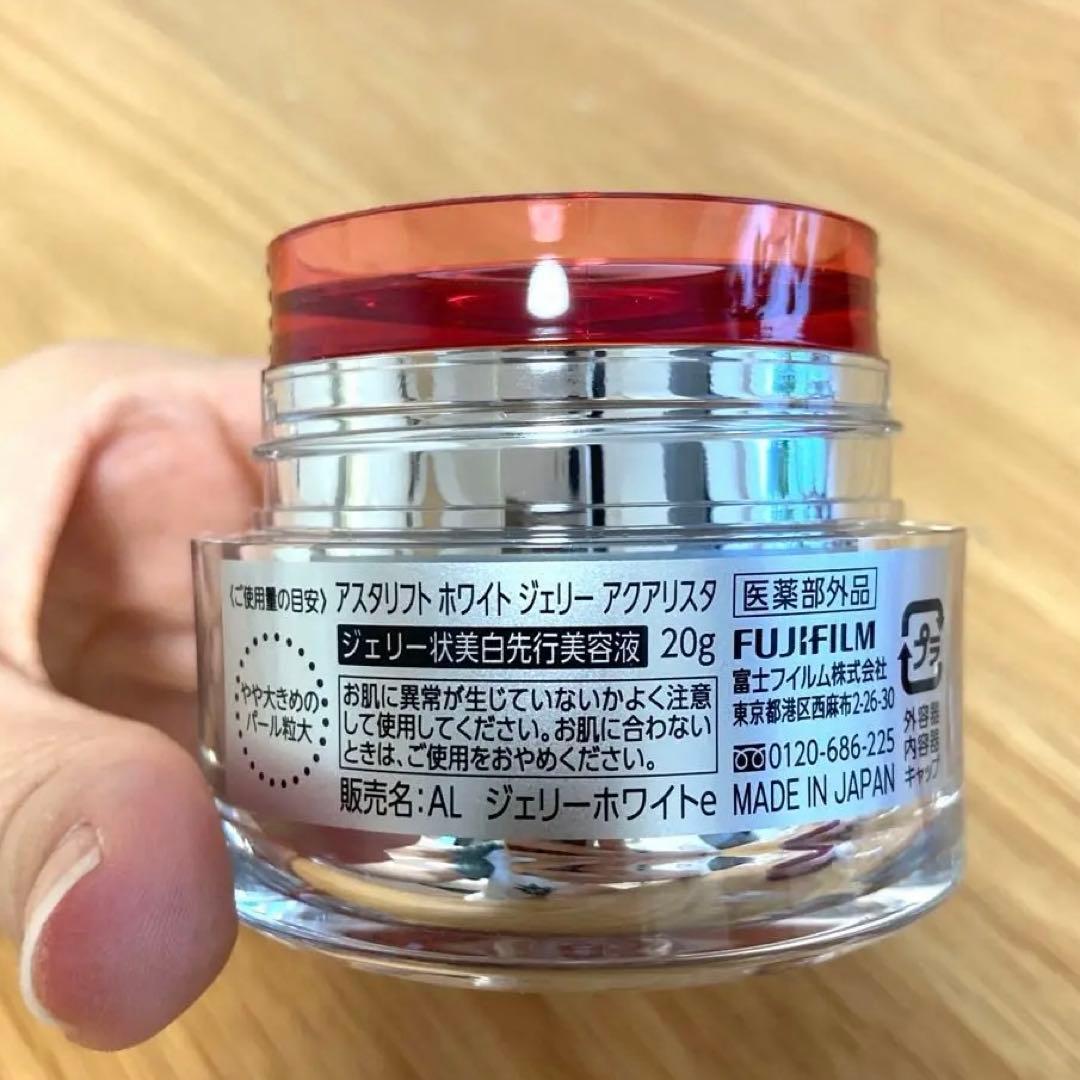 〈ご使用量の目安〉
やや大きめの
パール粒大
アスタリフト ホワイト ジェリー アクアリスタ
ジェリー状美白先行美容液 20g
お肌に異常が生じていないかよく注意
して使用してください。お肌に合わない
ときは、ご使用をおやめください。
販売名：AL ジェリーホワイトe
医薬部外品
FUJIFILM
富士フイルム株式会社
東京都港区西麻布2-26-30
0120-686-225
MADE IN JAPAN
プラ
外容器
内容器
キャップ